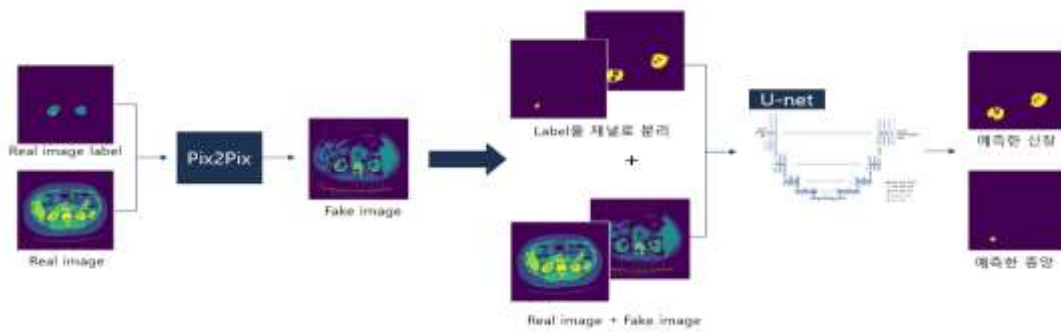 Real image label
Real image
Pix2Pix
Fake image
Label을 채널로 분리
+
Real image + Fake image
U-net
예측한 신장
예측한 종양